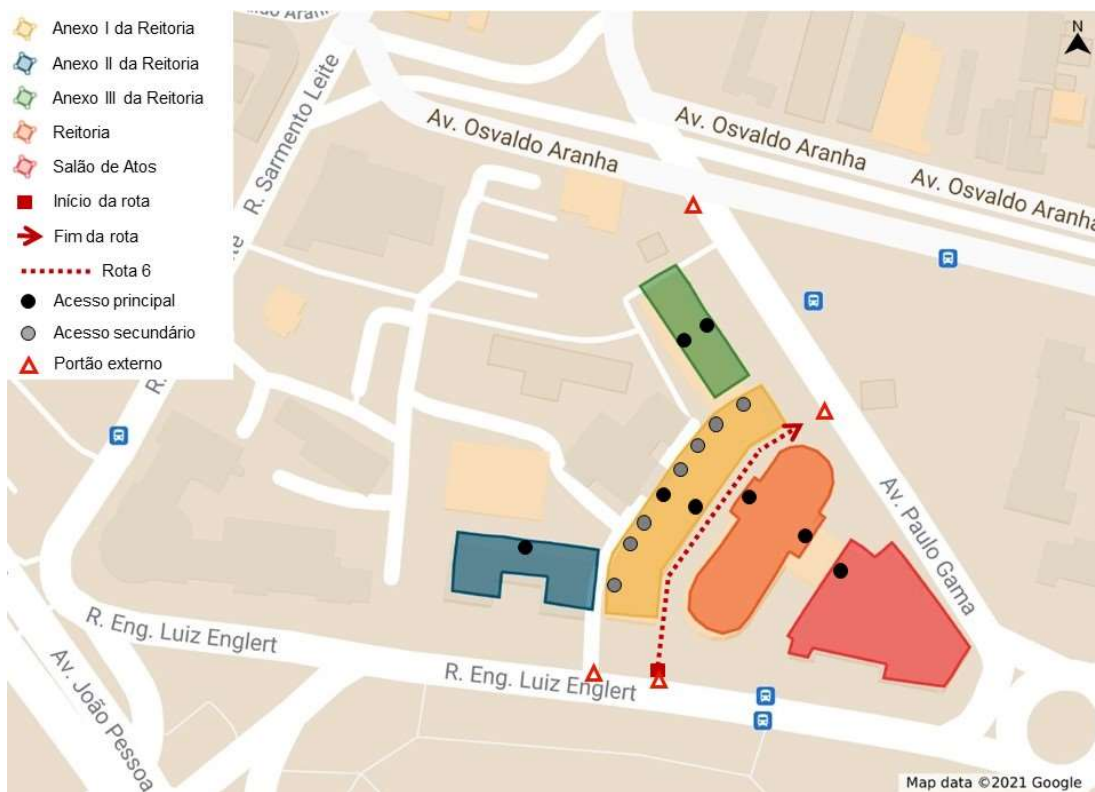 Anexo I da Reitoria
Anexo II da Reitoria
Anexo III da Reitoria
Reitoria
Salão de Atos
Início da rota
Fim da rota
Rota 6
Acesso principal
Acesso secundário
Portão externo
do Aranha
N
R. Sarmento Leite
Av. Osvaldo Aranha
Av. Osvaldo Aranha
Av. Osvaldo Aranha
R.
Av. Paulo Gama
R. Eng. Luiz Englert
R. Eng. Luiz Englert
Av. João Pessoa
Map data ©2021 Google